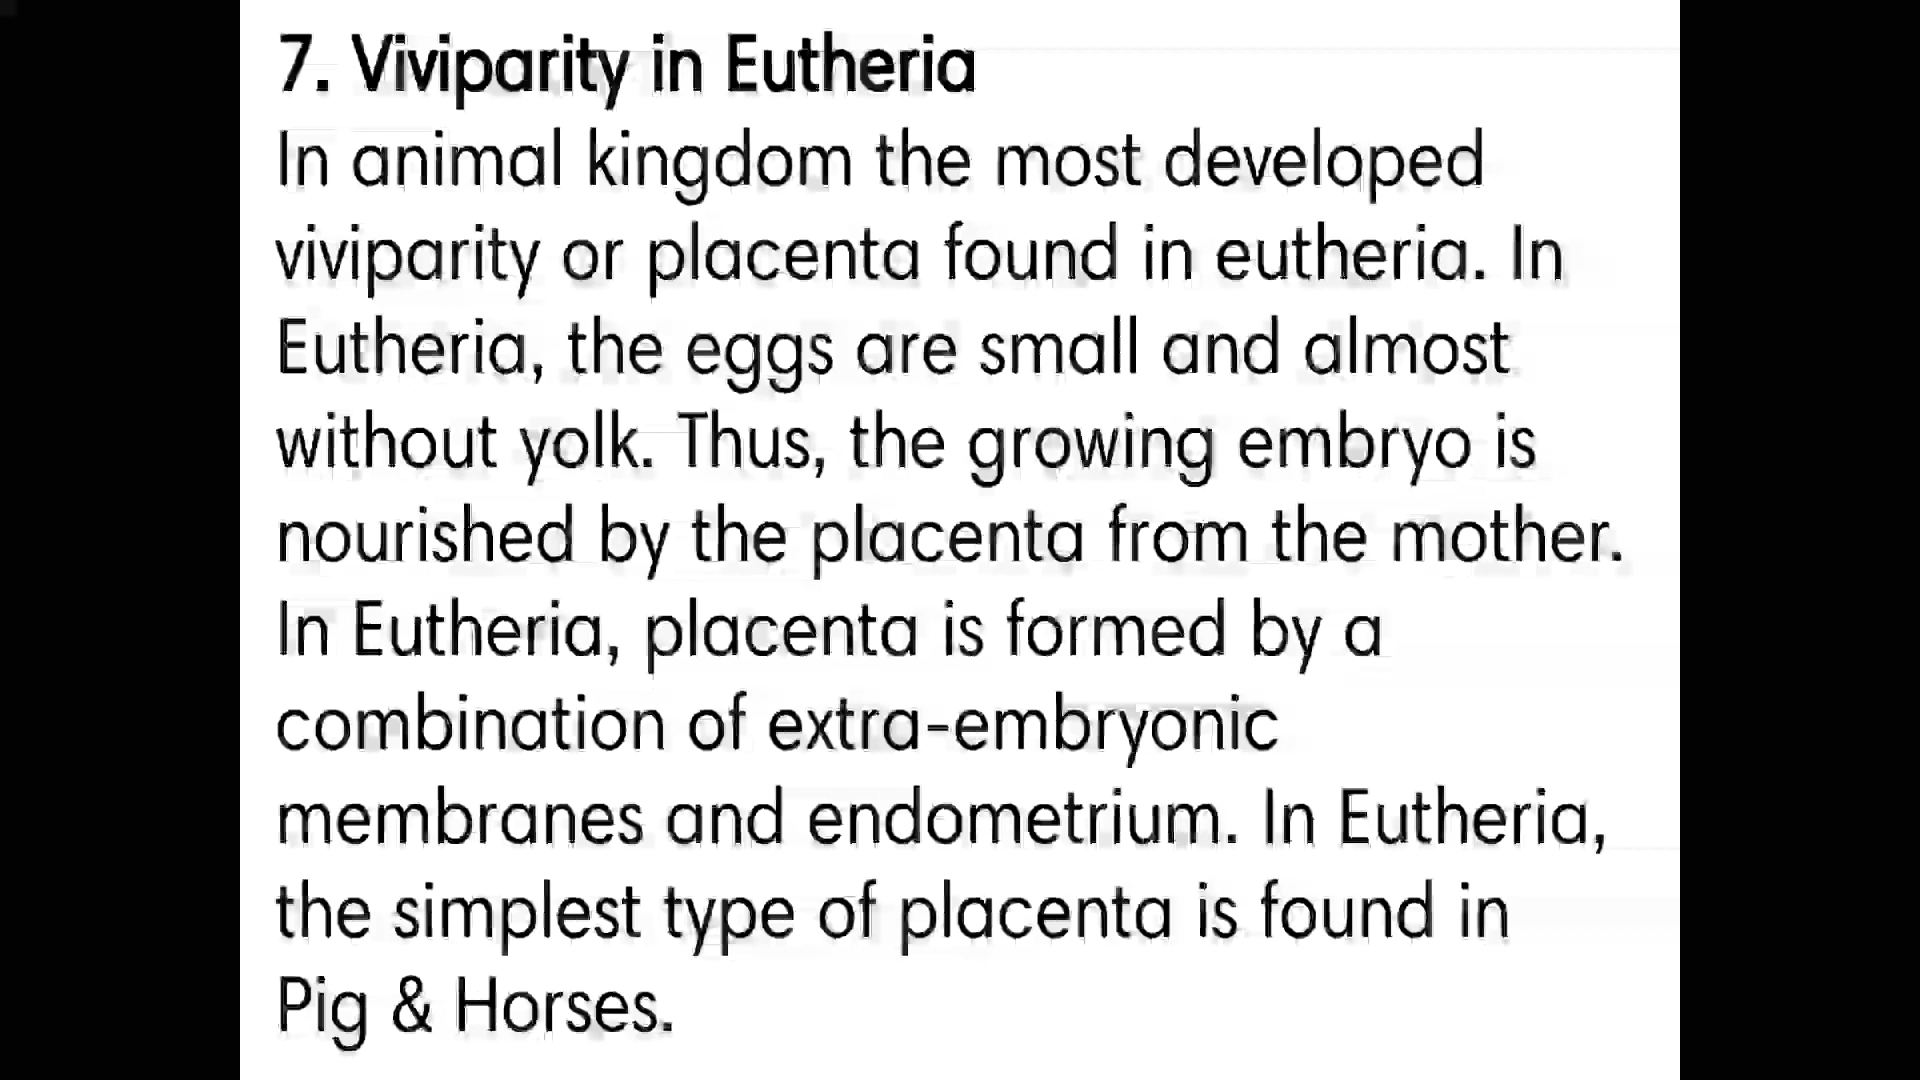 7. Viviparity in Eutheria
In animal kingdom the most developed
viviparity or placenta found in eutheria. In
Eutheria, the eggs are small and almost
without yolk. Thus, the growing embryo is
nourished by the placenta from the mother.
In Eutheria, placenta is formed by a
combination of extra-embryonic
membranes and endometrium. In Eutheria,
the simplest type of placenta is found in
Pig & Horses.